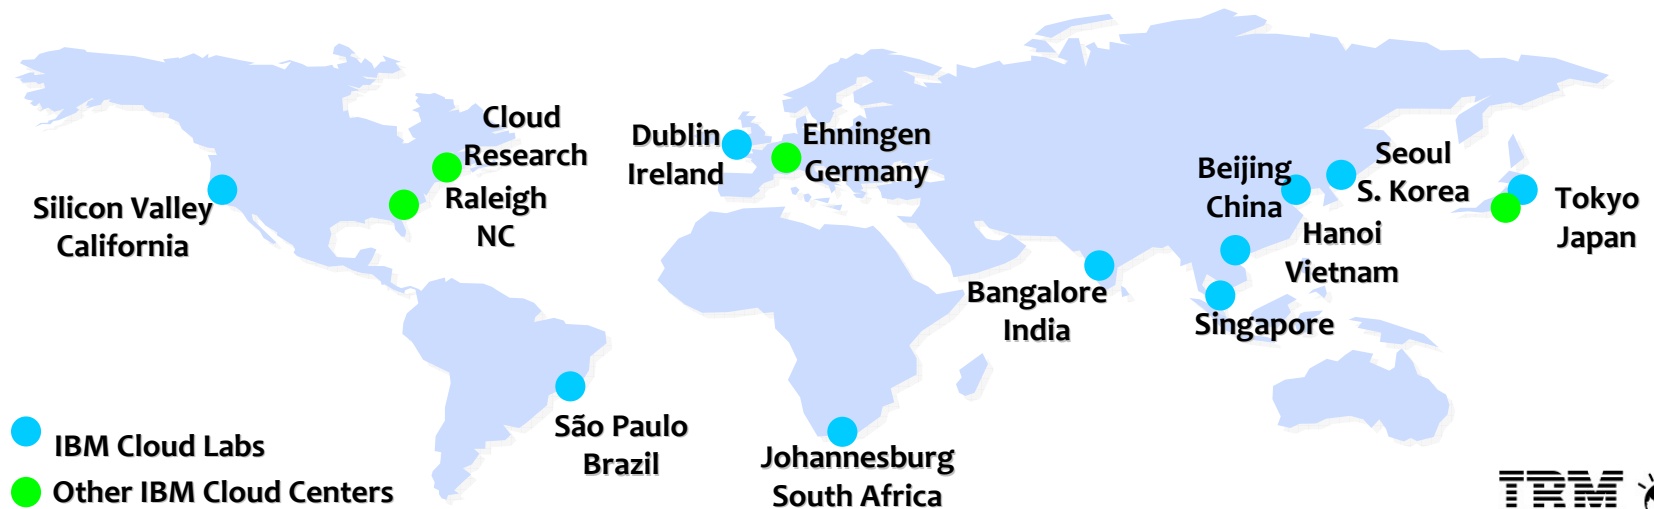 Cloud
Research
Raleigh
NC
Silicon Valley
California
Dublin
Ireland
Ehningen
Germany
Beijing
China
Seoul
S. Korea
Tokyo
Japan
Hanoi
Vietnam
Bangalore
India
Singapore
São Paulo
Brazil
Johannesburg
South Africa
IBM Cloud Labs
Other IBM Cloud Centers
TRM